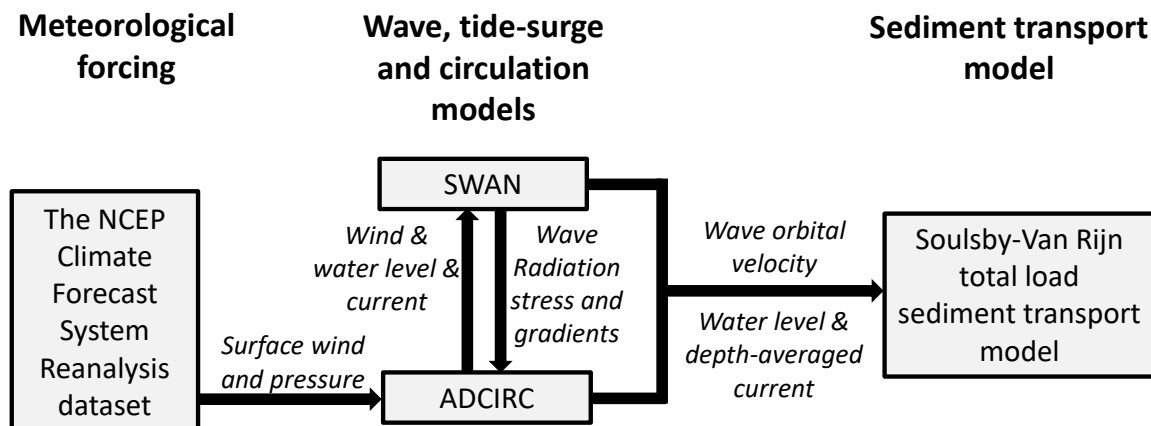 Meteorological
forcing
Wave, tide-surge
and circulation
models
Sediment transport
model
The NCEP
Climate
Forecast
System
Reanalysis
dataset
Surface wind
and pressure
SWAN
Wind &
water level &
current
Wave
Radiation
stress and
gradients
ADCIRC
Wave orbital
velocity
Water level &
depth-averaged
current
Soulsby-Van Rijn
total load
sediment transport
model